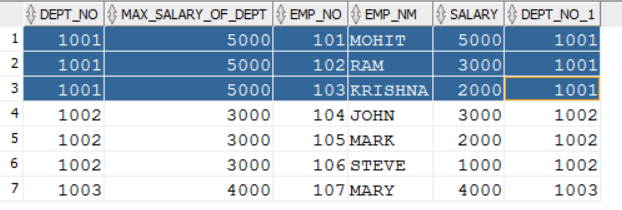 DEPT_NO MAX_SALARY_OF_DEPT EMP_NO EMP_NM SALARY DEPT_NO_1
1 1001 5000 101 MOHIT 5000 1001
2 1001 5000 102 RAM 3000 1001
3 1001 5000 103 KRISHNA 2000 1001
4 1002 3000 104 JOHN 3000 1002
5 1002 3000 105 MARK 2000 1002
6 1002 3000 106 STEVE 1000 1002
7 1003 4000 107 MARY 4000 1003